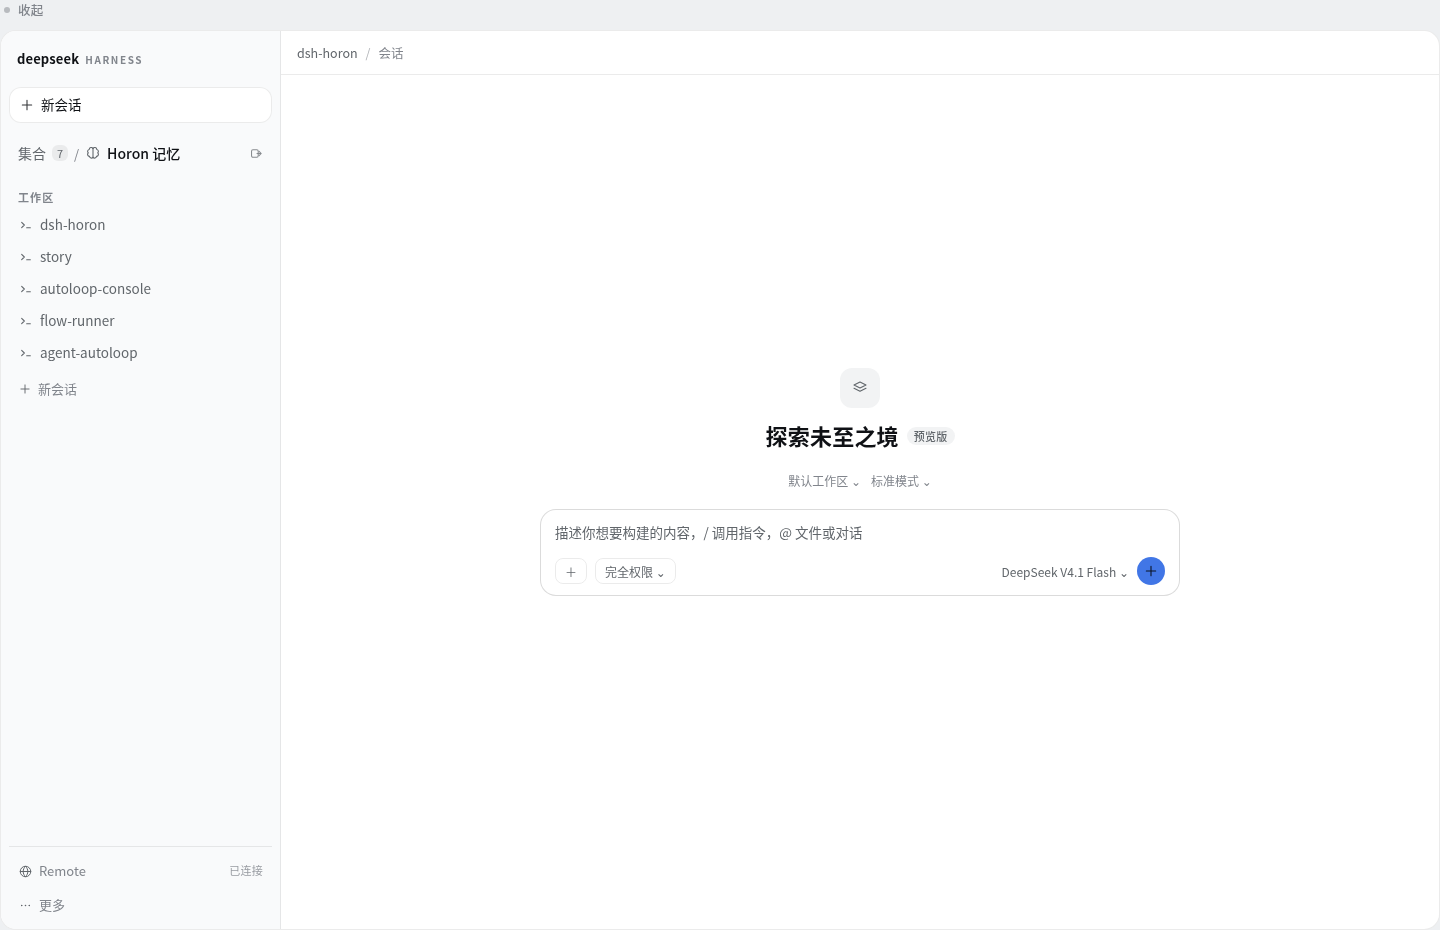 收起
deepseek HARNESS
新会话
集合 7 / Horon 记忆
工作区
dsh-horon
story
autoloop-console
flow-runner
agent-autoloop
新会话
Remote 已连接
更多
dsh-horon / 会话
探索未至之境 预览版
默认工作区 标准模式
描述你想要构建的内容，/ 调用指令，@ 文件或对话
完全权限 DeepSeek V4.1 Flash